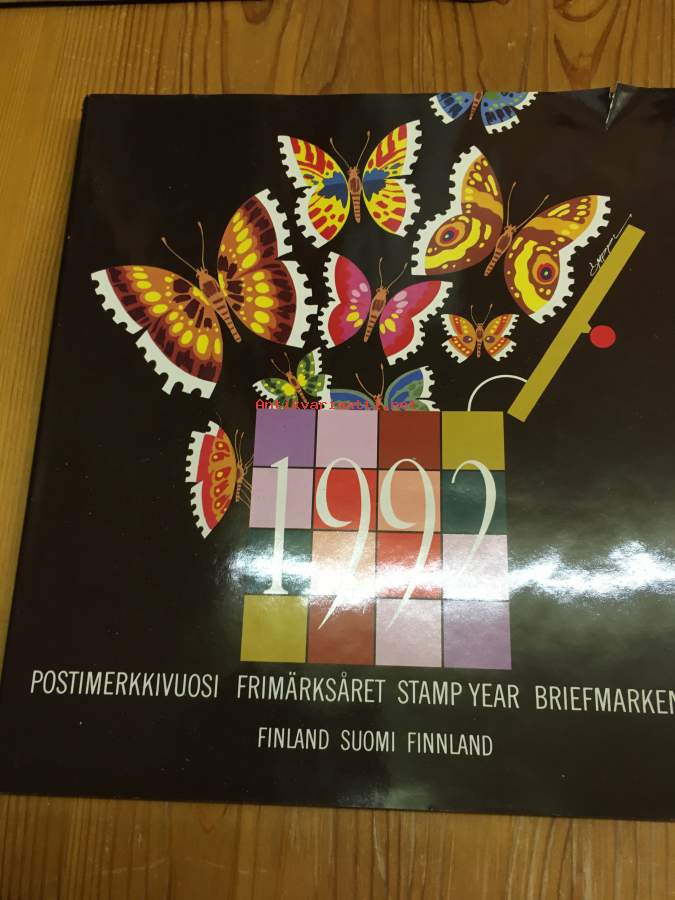 Antikvariaatti.net
1992
POSTIMERKKIVUOSI FRIMÄRKSÅRET STAMP YEAR BRIEFMARKEN
FINLAND SUOMI FINNLAND